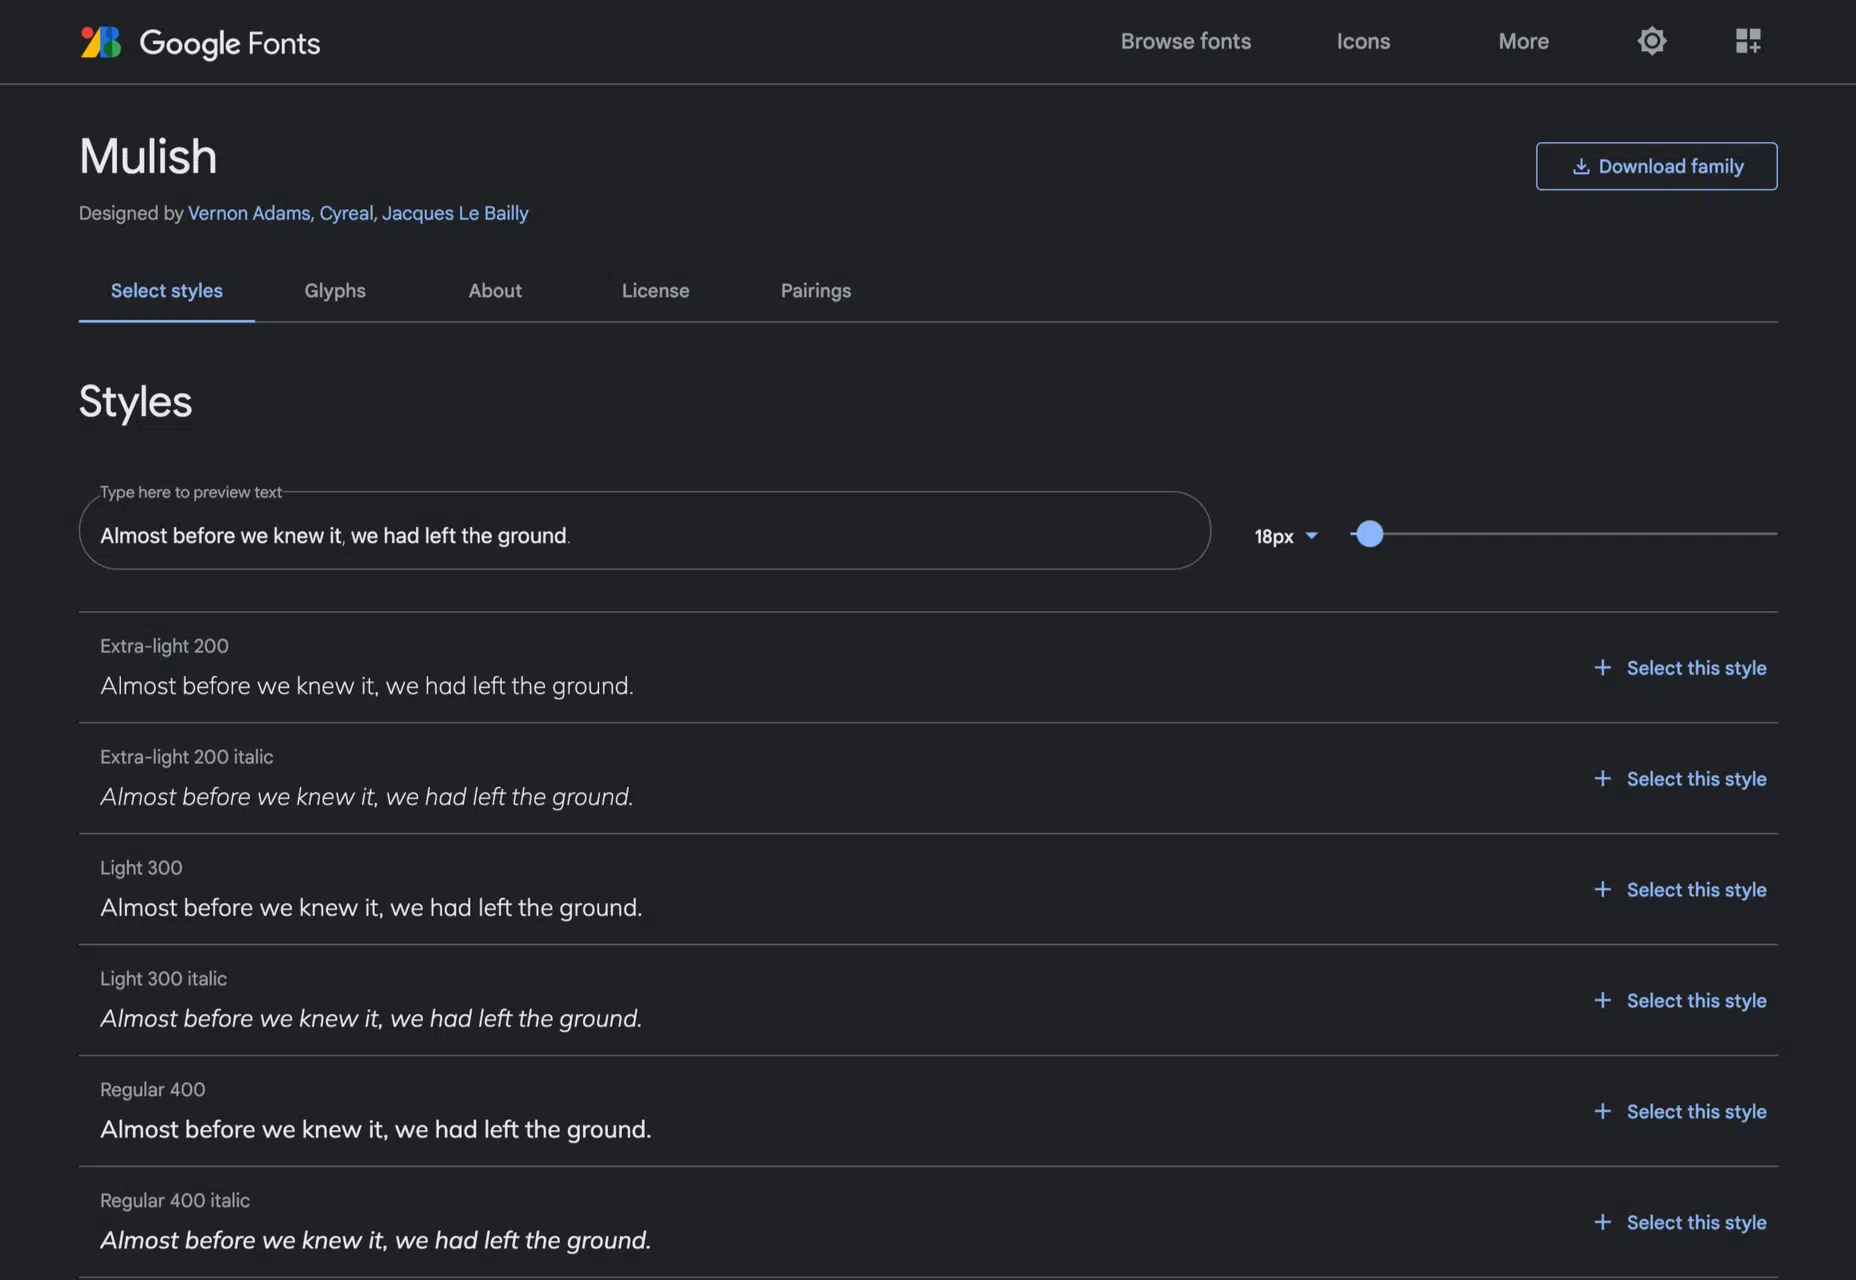 Google Fonts
Browse fonts
Icons
More
Mulish
Download family
Designed by Vernon Adams, Cyreal, Jacques Le Bailly
Select styles
Glyphs
About
License
Pairings
Styles
Type here to preview text
Almost before we knew it, we had left the ground.
18px
Extra-light 200
Almost before we knew it, we had left the ground.
+ Select this style
Extra-light 200 italic
Almost before we knew it, we had left the ground.
+ Select this style
Light 300
Almost before we knew it, we had left the ground.
+ Select this style
Light 300 italic
Almost before we knew it, we had left the ground.
+ Select this style
Regular 400
Almost before we knew it, we had left the ground.
+ Select this style
Regular 400 italic
Almost before we knew it, we had left the ground.
+ Select this style